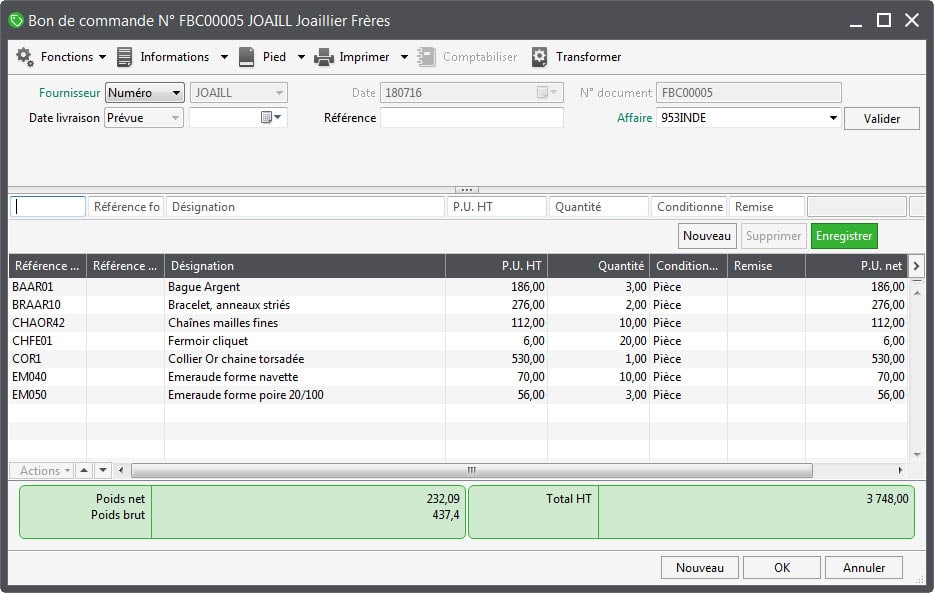 Bon de commande N° FBC00005 JOAILL Joaillier Frères
Fonctions Informations Pied Imprimer Comptabiliser Transformer
Fournisseur Numéro JOAILL Date 180716 N° document FBC00005
Date livraison Prévue Référence Affaire 953INDE Valider
Référence fo Désignation P.U. HT Quantité Conditionne Remise
Nouveau Supprimer Enregistrer
Référence ... Référence ... Désignation P.U. HT Quantité Condition... Remise P.U. net
BAAR01 Bague Argent 186,00 3,00 Pièce 186,00
BRAAR10 Bracelet, anneaux striés 276,00 2,00 Pièce 276,00
CHAOR42 Chaînes mailles fines 112,00 10,00 Pièce 112,00
CHFE01 Fermoir cliquet 6,00 20,00 Pièce 6,00
COR1 Collier Or chaine torsadée 530,00 1,00 Pièce 530,00
EM040 Emeraude forme navette 70,00 10,00 Pièce 70,00
EM050 Emeraude forme poire 20/100 56,00 3,00 Pièce 56,00
Actions
Poids net 232,09 Total HT 3 748,00
Poids brut 437,4
Nouveau OK Annuler